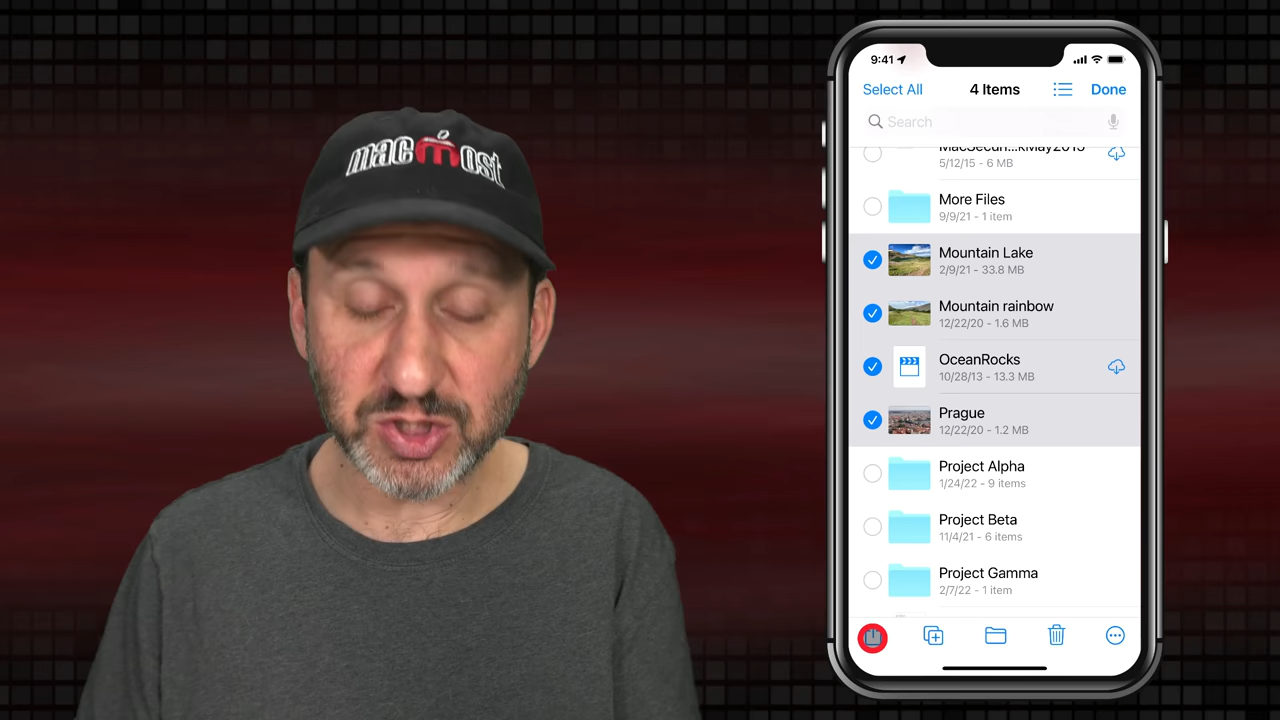 macmost
9:41
Select All
4 Items
Done
Search
5/12/15 - 6 MB
More Files
9/9/21 - 1 item
Mountain Lake
2/9/21 - 33.8 MB
Mountain rainbow
12/22/20 - 1.6 MB
OceanRocks
10/28/13 - 13.3 MB
Prague
12/22/20 - 1.2 MB
Project Alpha
1/24/22 - 9 items
Project Beta
11/4/21 - 6 items
Project Gamma
2/7/22 - 1 item